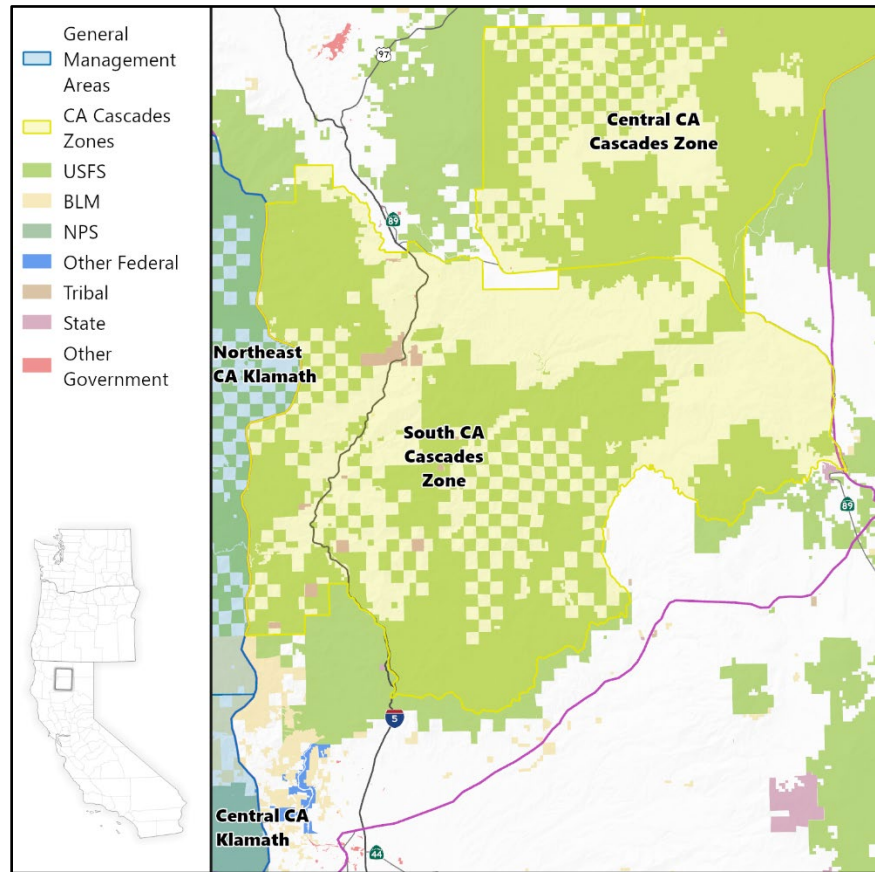 General
Management
Areas
CA Cascades
Zones
USFS
BLM
NPS
Other Federal
Tribal
State
Other
Government
97
Central CA
Cascades Zone
89
Northeast
CA Klamath
South CA
Cascades
Zone
89
5
Central CA
Klamath
44